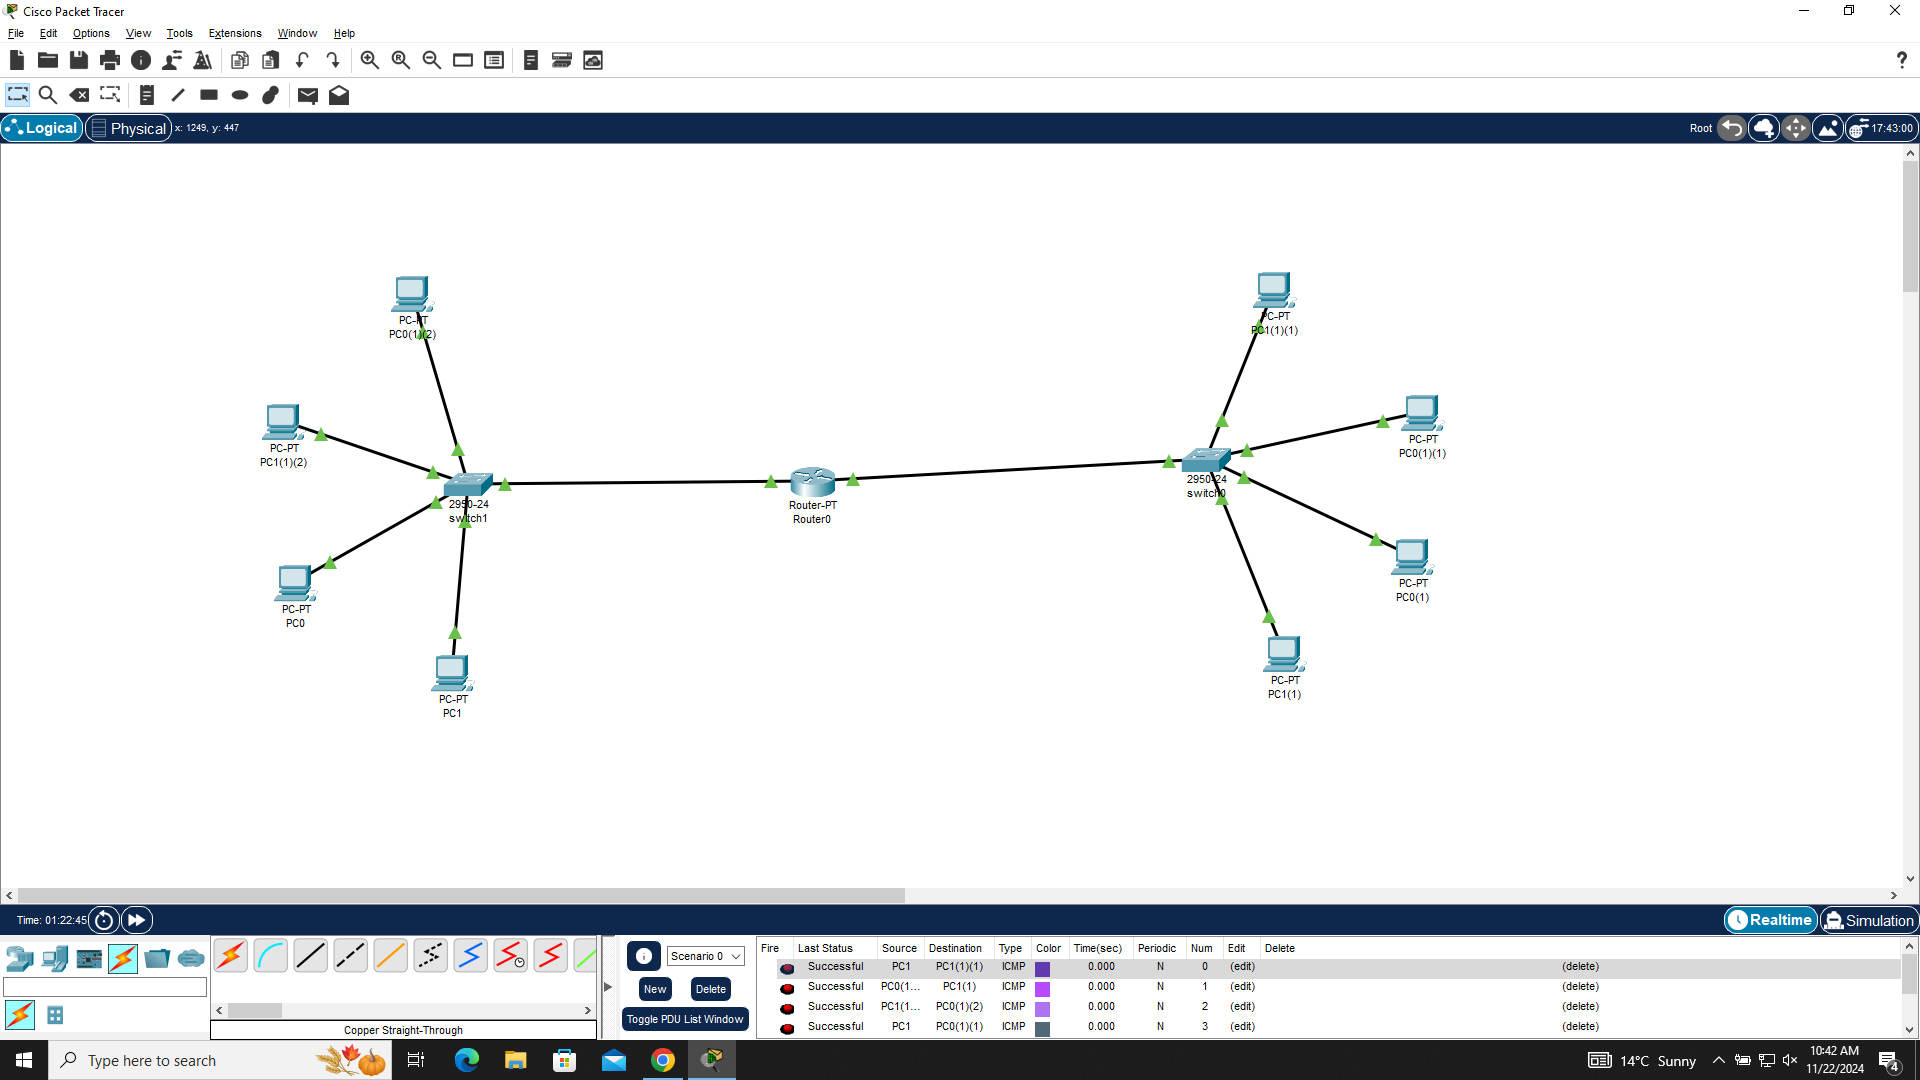 Cisco Packet Tracer
File Edit Options View Tools Extensions Window Help
Logical Physical x: 1249, y: 447 Root 17:43:00
PC-PT
PC0(1)(2)
PC-PT
PC1(1)(1)
PC-PT
PC1(1)(2)
PC-PT
PC0(1)(1)
2950-24
switch1
Router-PT
Router0
2950-24
switch0
PC-PT
PC0
PC-PT
PC0(1)
PC-PT
PC1
PC-PT
PC1(1)
Time: 01:22:45 Realtime Simulation
Scenario 0
New Delete
Toggle PDU List Window
Copper Straight-Through
Fire Last Status Source Destination Type Color Time(sec) Periodic Num Edit Delete
Successful PC1 PC1(1)(1) ICMP 0.000 N 0 (edit) (delete)
Successful PC0(1... PC1(1) ICMP 0.000 N 1 (edit) (delete)
Successful PC1(1... PC0(1)(2) ICMP 0.000 N 2 (edit) (delete)
Successful PC1 PC0(1)(1) ICMP 0.000 N 3 (edit) (delete)
Type here to search
14°C Sunny
10:42 AM
11/22/2024
4